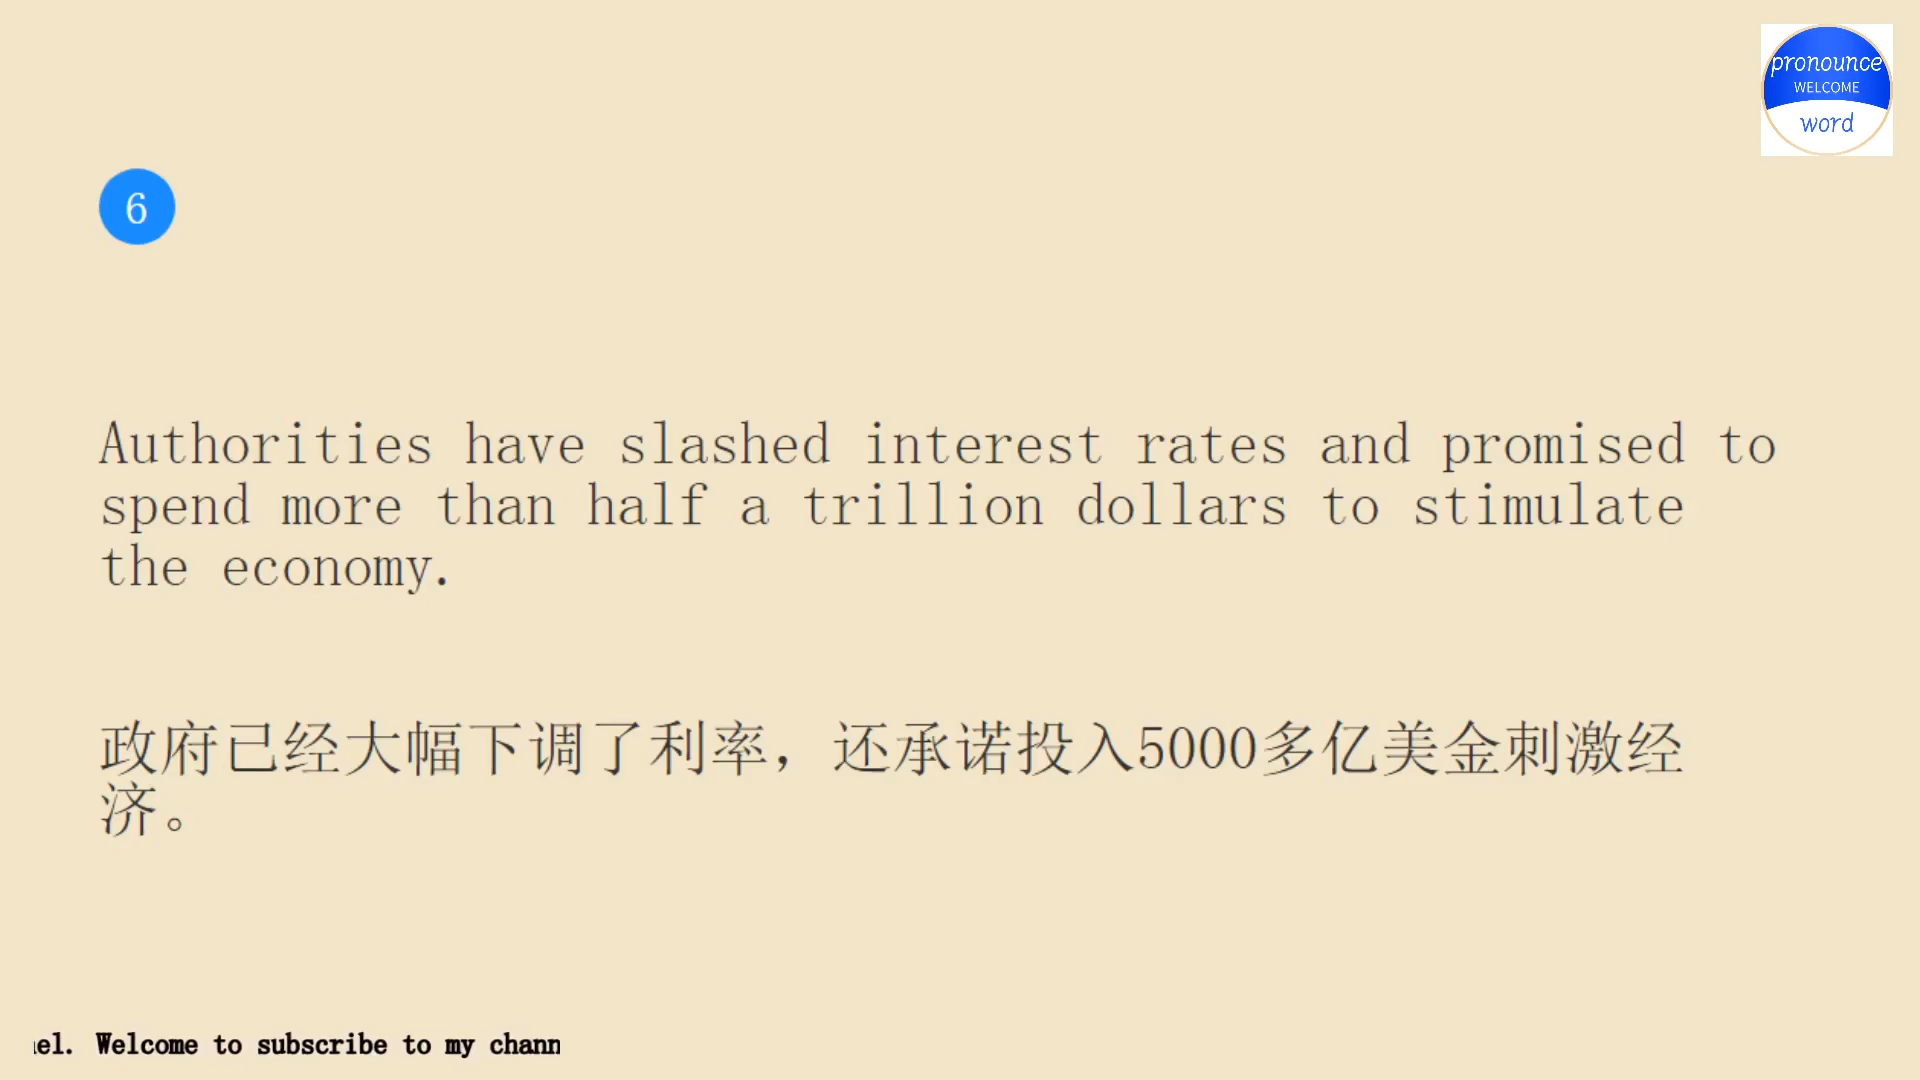 pronounce
WELCOME
word
6
Authorities have slashed interest rates and promised to
spend more than half a trillion dollars to stimulate
the economy.
政府已经大幅下调了利率，还承诺投入5000多亿美金刺激经
济。
el. Welcome to subscribe to my chann